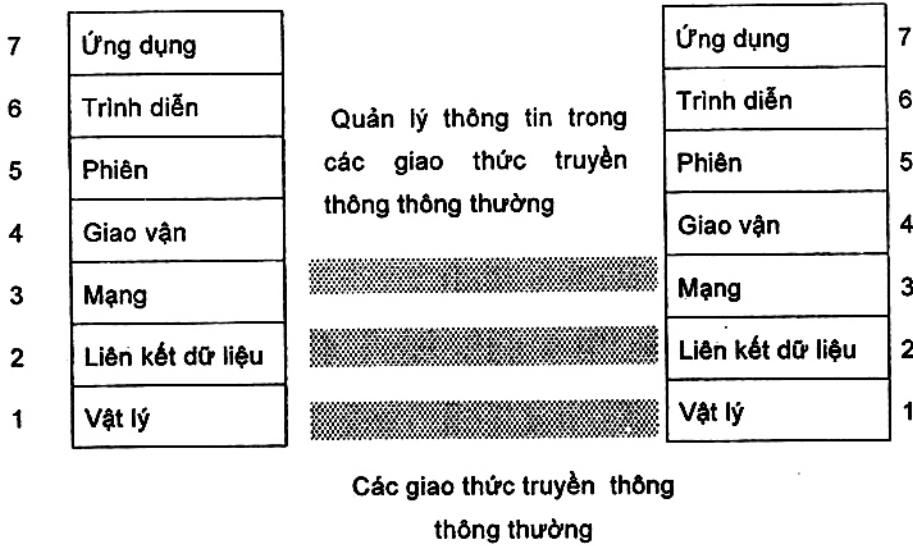 7 Ứng dụng
6 Trình diễn
5 Phiên
4 Giao vận
3 Mạng
2 Liên kết dữ liệu
1 Vật lý
Quản lý thông tin trong
các giao thức truyền
thông thông thường
Ứng dụng 7
Trình diễn 6
Phiên 5
Giao vận 4
Mạng 3
Liên kết dữ liệu 2
Vật lý 1
Các giao thức truyền thông
thông thường